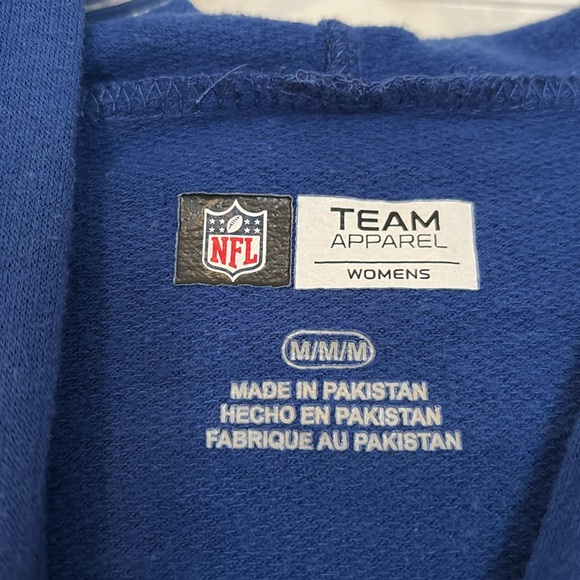 NFL
TEAM
APPAREL
WOMENS
M/M/M
MADE IN PAKISTAN
HECHO EN PAKISTAN
FABRIQUE AU PAKISTAN